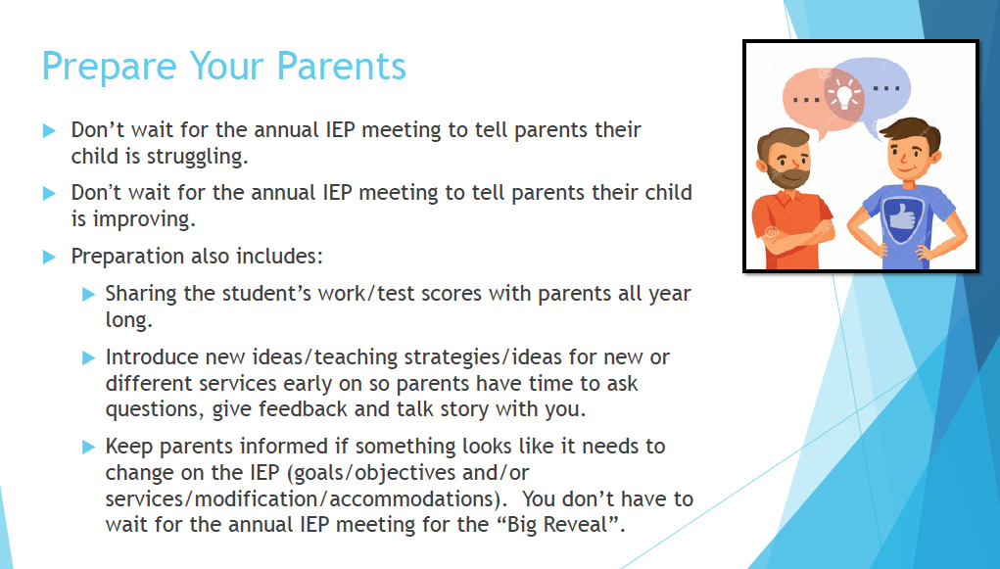 Prepare Your Parents
Don't wait for the annual IEP meeting to tell parents their
child is struggling.
Don't wait for the annual IEP meeting to tell parents their child
is improving.
Preparation also includes:
Sharing the student's work/test scores with parents all year
long.
Introduce new ideas/teaching strategies/ideas for new or
different services early on so parents have time to ask
questions, give feedback and talk story with you.
Keep parents informed if something looks like it needs to
change on the IEP (goals/objectives and/or
services/modification/accommodations).  You don't have to
wait for the annual IEP meeting for the “Big Reveal”.